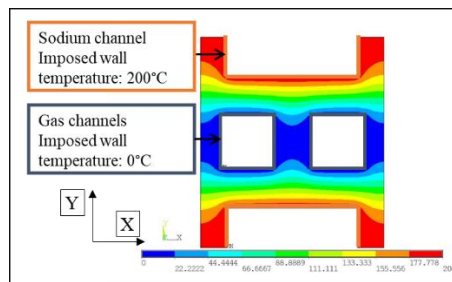 Sodium channel
Imposed wall
temperature: 200°C
Gas channels
Imposed wall
temperature: 0°C
Y
X
0 22.2222 44.4444 66.6667 88.8889 111.111 133.333 155.556 177.778